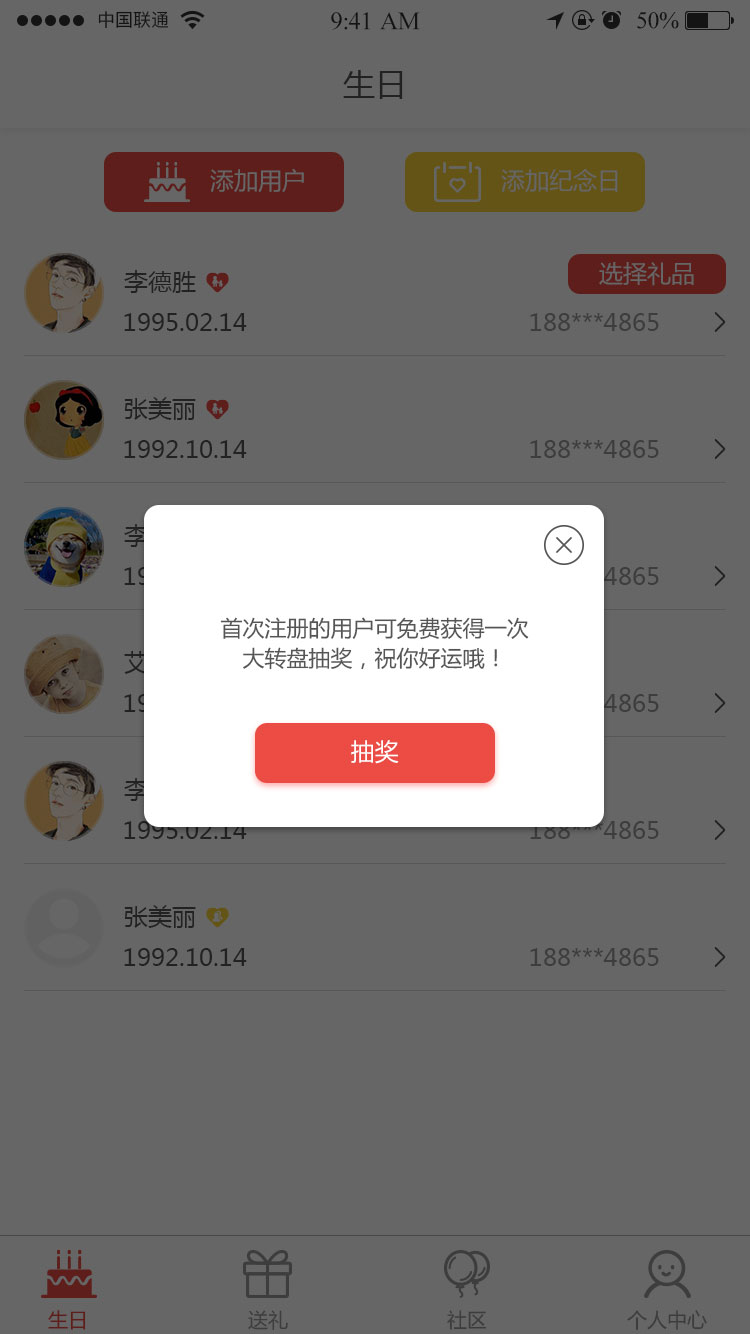 中国联通 9:41 AM 50%
生日
添加用户 添加纪念日
李德胜 选择礼品
1995.02.14 188***4865
张美丽
1992.10.14 188***4865
李
19 4865
首次注册的用户可免费获得一次
大转盘抽奖，祝你好运哦！
艾
19 4865
抽奖
李
1995.02.14 188***4865
张美丽
1992.10.14 188***4865
生日 送礼 社区 个人中心